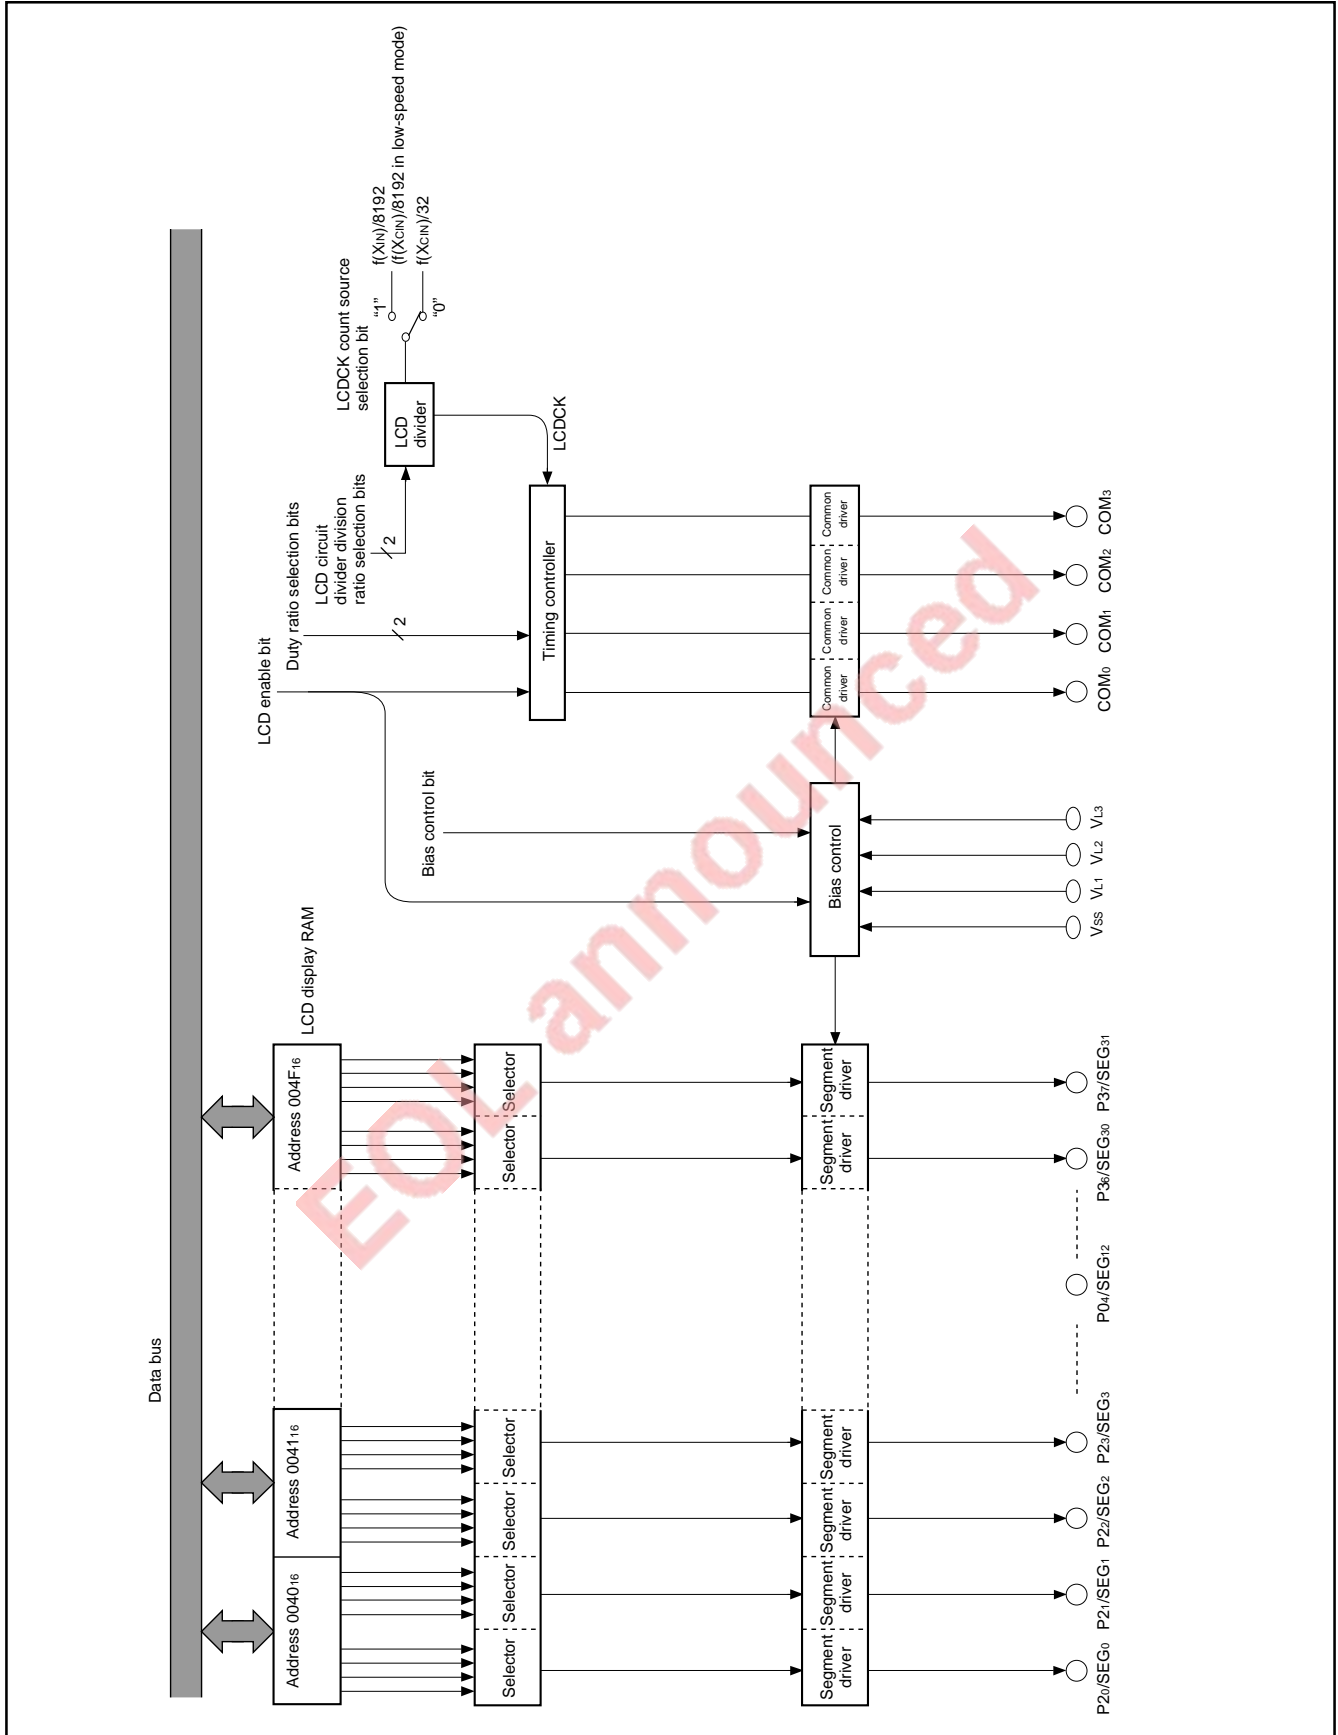 Data bus
Address 004016
Address 004116
Address 004F16
LCD display RAM
LCD enable bit
Duty ratio selection bits
2
LCD circuit
divider division
ratio selection bits
2
LCD
divider
LCDCK count source
selection bit
“1”
“0”
f(XIN)/8192
(f(XCIN)/8192 in low-speed mode)
f(XCIN)/32
LCDCK
Bias control bit
Selector
Selector
Selector
Selector
Selector
Selector
Timing controller
Segment
driver
Segment
driver
Segment
driver
Segment
driver
Segment
driver
Segment
driver
Bias control
Common
driver
Common
driver
Common
driver
Common
driver
P20/SEG0
P21/SEG1
P22/SEG2
P23/SEG3
P04/SEG12
P36/SEG30
P37/SEG31
VSS
VL1
VL2
VL3
COM0
COM1
COM2
COM3
EOL announced